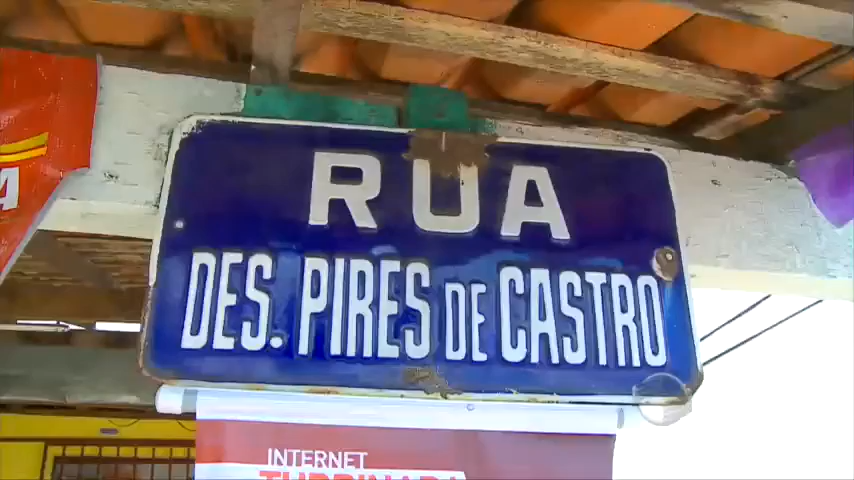 RUA
DES. PIRES DE CASTRO
INTERNET
TURBINADA